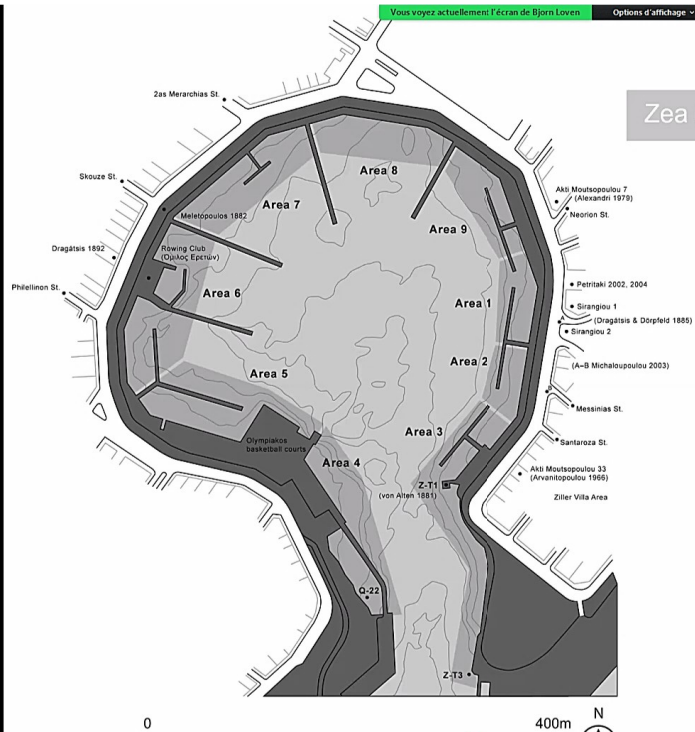 Vous voyez actuellement l'écran de Bjorn Loven
Options d'affichage
Zea
2as Merarchias St.
Skouze St.
Meletopoulos 1882
Dragátsis 1892
Rowing Club
(Όμιλος Ερετών)
Philellinon St.
Area 8
Area 7
Area 9
Area 6
Area 1
Area 2
Area 5
Area 3
Area 4
Olympiakos
basketball courts
Akti Moutsopoulou 7
(Alexandri 1979)
Neorion St.
Petritaki 2002, 2004
Sirangiou 1
A
(Dragátsis & Dörpfeld 1885)
Sirangiou 2
(A–B Michaloupoulou 2003)
B
Messinias St.
Santaroza St.
Akti Moutsopoulou 33
(Arvanitopoulou 1966)
Ziller Villa Area
Z-T1
(von Alten 1881)
Q-22
Z-T3
0
400m
N